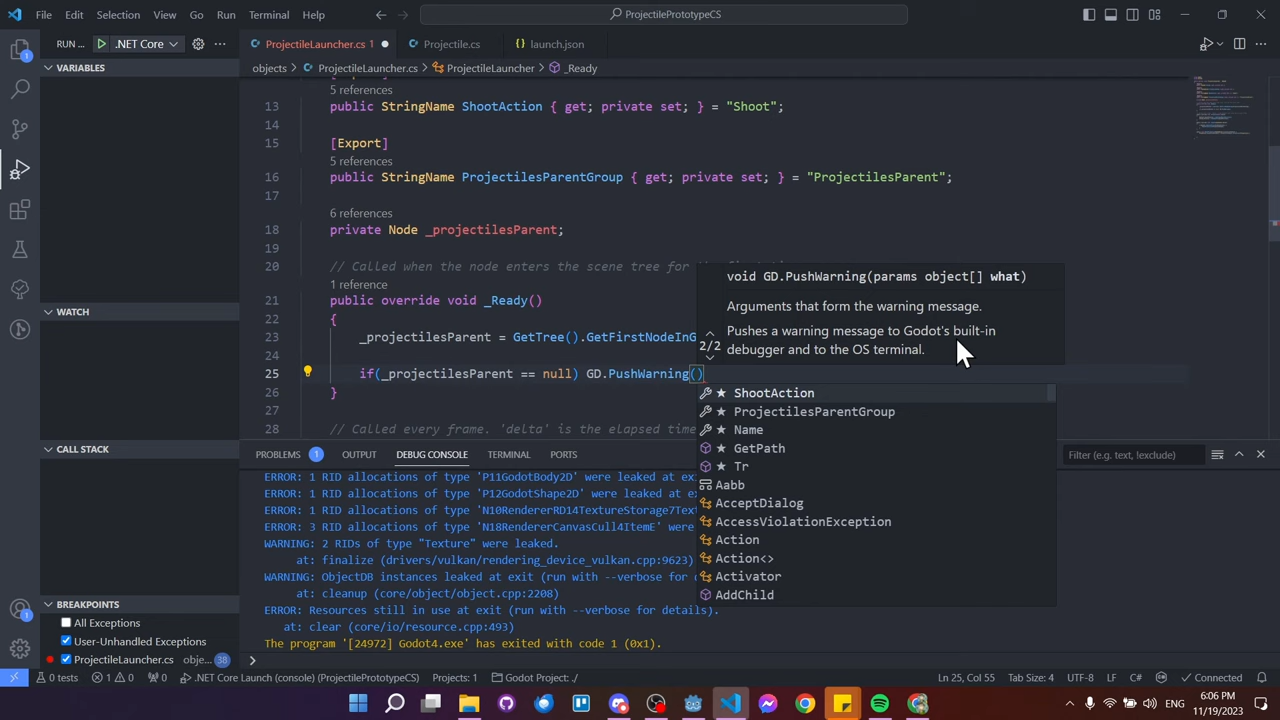 File Edit Selection View Go Run Terminal Help
ProjectilePrototypeCS
RUN ... .NET Core
ProjectileLauncher.cs 1 Projectile.cs launch.json
objects > ProjectileLauncher.cs > ProjectileLauncher > _Ready
VARIABLES
WATCH
CALL STACK
BREAKPOINTS
All Exceptions
User-Unhandled Exceptions
ProjectileLauncher.cs obje... 38
5 references
13 public StringName ShootAction { get; private set; } = "Shoot";
14
15 [Export]
5 references
16 public StringName ProjectilesParentGroup { get; private set; } = "ProjectilesParent";
17
6 references
18 private Node _projectilesParent;
19
20 // Called when the node enters the scene tree for the
1 reference
21 public override void _Ready()
22 {
23 _projectilesParent = GetTree().GetFirstNodeInG
24
25 if(_projectilesParent == null) GD.PushWarning()
26 }
27
28 // Called every frame. 'delta' is the elapsed time
void GD.PushWarning(params object[] what)
Arguments that form the warning message.
Pushes a warning message to Godot's built-in
2/2 debugger and to the OS terminal.
ShootAction
ProjectilesParentGroup
Name
GetPath
Tr
Aabb
AcceptDialog
AccessViolationException
Action
Action<>
Activator
AddChild
PROBLEMS 1 OUTPUT DEBUG CONSOLE TERMINAL PORTS
Filter (e.g. text, !exclude)
ERROR: 1 RID allocations of type 'P11GodotBody2D' were leaked at exi
ERROR: 1 RID allocations of type 'P12GodotShape2D' were leaked at ex
ERROR: 1 RID allocations of type 'N10RendererRD14TextureStorage7Text
ERROR: 3 RID allocations of type 'N18RendererCanvasCull4ItemE' were
WARNING: 2 RIDs of type "Texture" were leaked.
at: finalize (drivers/vulkan/rendering_device_vulkan.cpp:9623)
WARNING: ObjectDB instances leaked at exit (run with --verbose for d
at: cleanup (core/object/object.cpp:2208)
ERROR: Resources still in use at exit (run with --verbose for details).
at: clear (core/io/resource.cpp:493)
The program '[24972] Godot4.exe' has exited with code 1 (0x1).
0 tests 1 0 0 .NET Core Launch (console) (ProjectilePrototypeCS) Projects: 1 Godot Project: ./ Ln 25, Col 55 Tab Size: 4 UTF-8 LF C# Connected
6:06 PM
11/19/2023